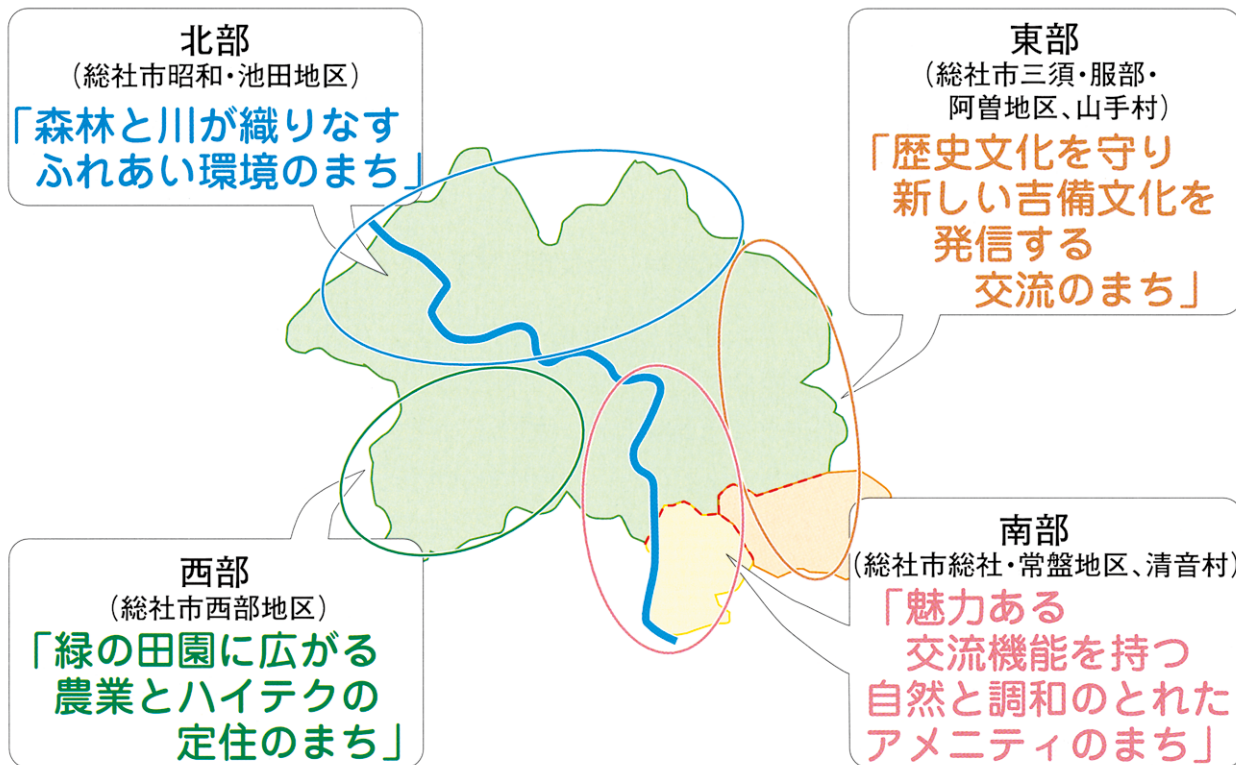 北部
(総社市昭和・池田地区)
「森林と川が織りなす
ふれあい環境のまち」
東部
(総社市三須・服部・
阿曽地区、山手村)
「歴史文化を守り
新しい吉備文化を
発信する
交流のまち」
西部
(総社市西部地区)
「緑の田園に広がる
農業とハイテクの
定住のまち」
南部
(総社市総社・常盤地区、清音村)
「魅力ある
交流機能を持つ
自然と調和のとれた
アメニティのまち」